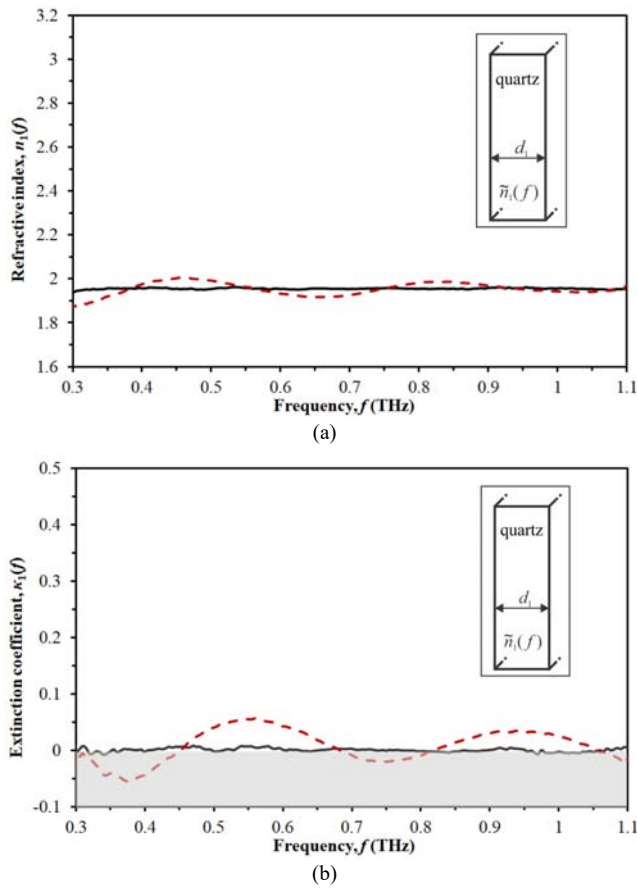 3.2
3
2.8
2.6
2.4
2.2
2
1.8
1.6
Refractive index, n₁(f)
quartz
d₁
ñ₁(f)
0.3 0.4 0.5 0.6 0.7 0.8 0.9 1 1.1
Frequency, f (THz)
(a)
0.5
0.4
0.3
0.2
0.1
0
-0.1
Extinction coefficient, κ₁(f)
quartz
d₁
ñ₁(f)
0.3 0.4 0.5 0.6 0.7 0.8 0.9 1 1.1
Frequency, f (THz)
(b)